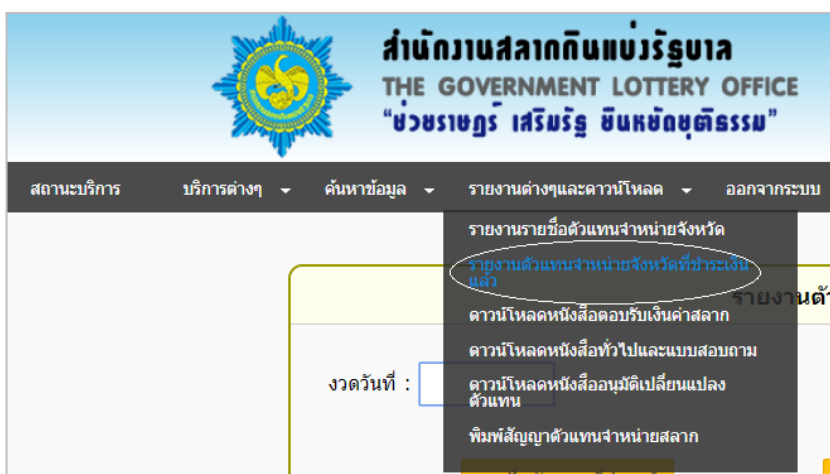 สำนักงานสลากกินแบ่งรัฐบาล
THE GOVERNMENT LOTTERY OFFICE
“ช่วยราษฎร์ เสริมรัฐ ยืนหยัดยุติธรรม”
สถานะบริการ บริการต่างๆ ค้นหาข้อมูล รายงานต่างๆและดาวน์โหลด ออกจากระบบ
รายงานรายชื่อตัวแทนจำหน่ายจังหวัด
รายงานตัวแทนจำหน่ายจังหวัดที่ชำระเงิน
แล้ว
รายงานตัว
ดาวน์โหลดหนังสือตอบรับเงินค่าสลาก
ดาวน์โหลดหนังสือทั่วไปและแบบสอบถาม
งวดวันที่ :
ดาวน์โหลดหนังสืออนุมัติเปลี่ยนแปลง
ตัวแทน
พิมพ์สัญญาตัวแทนจำหน่ายสลาก